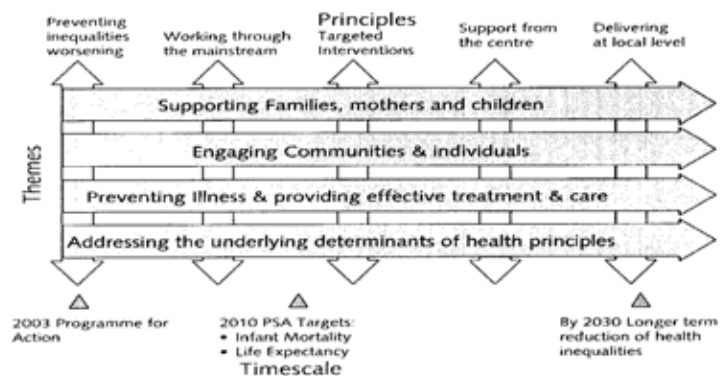 Principles
Preventing
inequalities
worsening
Working through
the mainstream
Targeted
Interventions
Support from
the centre
Delivering
at local level
Themes
Supporting Families, mothers and children
Engaging Communities & individuals
Preventing Illness & providing effective treatment & care
Addressing the underlying determinants of health principles
2003 Programme for
Action
2010 PSA Targets:
• Infant Mortality
• Life Expectancy
Timescale
By 2030 Longer term
reduction of health
inequalities